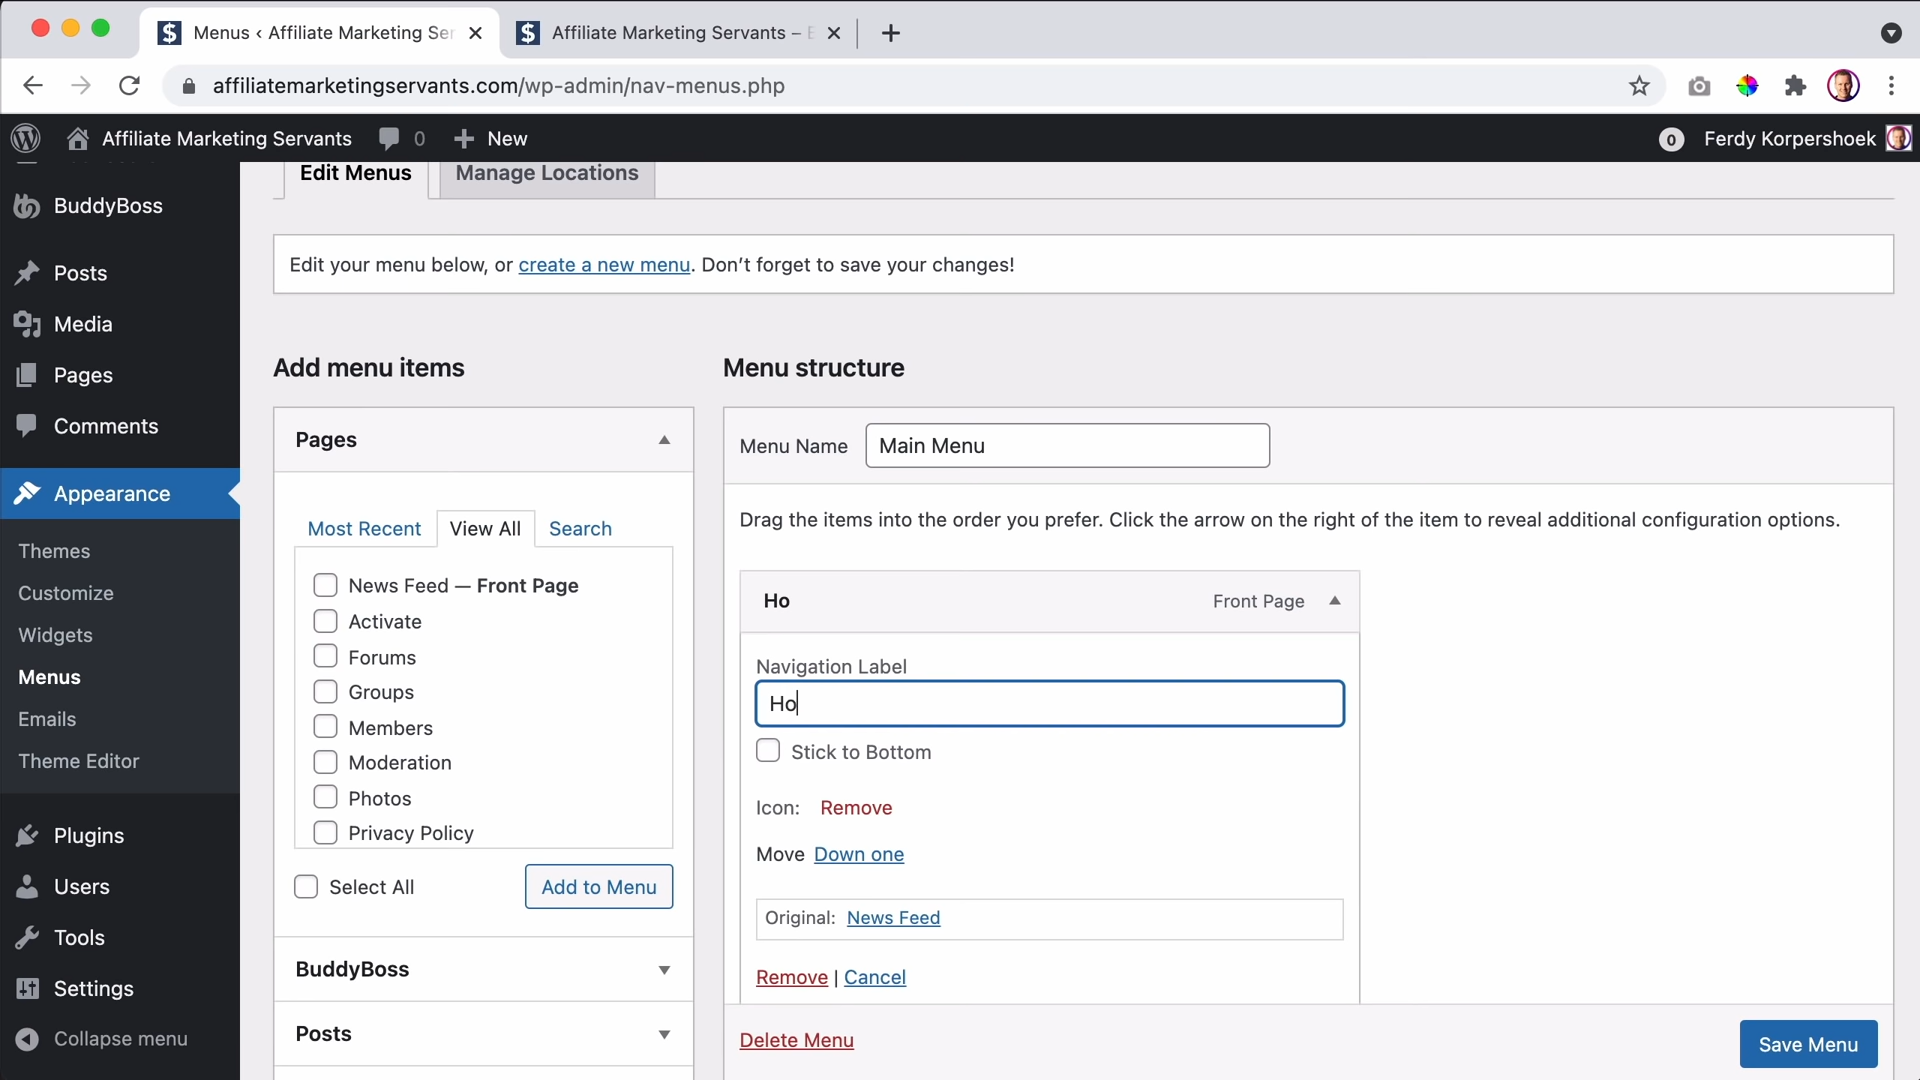 Menus ‹ Affiliate Marketing Ser
Affiliate Marketing Servants –
affiliatemarketingservants.com/wp-admin/nav-menus.php
Affiliate Marketing Servants
0
New
0
Ferdy Korpershoek
BuddyBoss
Posts
Media
Pages
Comments
Appearance
Themes
Customize
Widgets
Menus
Emails
Theme Editor
Plugins
Users
Tools
Settings
Collapse menu
Edit Menus
Manage Locations
Edit your menu below, or create a new menu. Don’t forget to save your changes!
Add menu items
Pages
Most Recent
View All
Search
News Feed — Front Page
Activate
Forums
Groups
Members
Moderation
Photos
Privacy Policy
Select All
Add to Menu
BuddyBoss
Posts
Menu structure
Menu Name
Main Menu
Drag the items into the order you prefer. Click the arrow on the right of the item to reveal additional configuration options.
Ho
Front Page
Navigation Label
Ho
Stick to Bottom
Icon: Remove
Move Down one
Original: News Feed
Remove | Cancel
Delete Menu
Save Menu